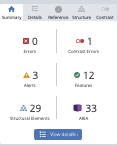 Summary Details Reference Structure Contrast
0 1
Errors Contrast Errors
3 12
Alerts Features
29 33
Structural Elements ARIA
View details ›